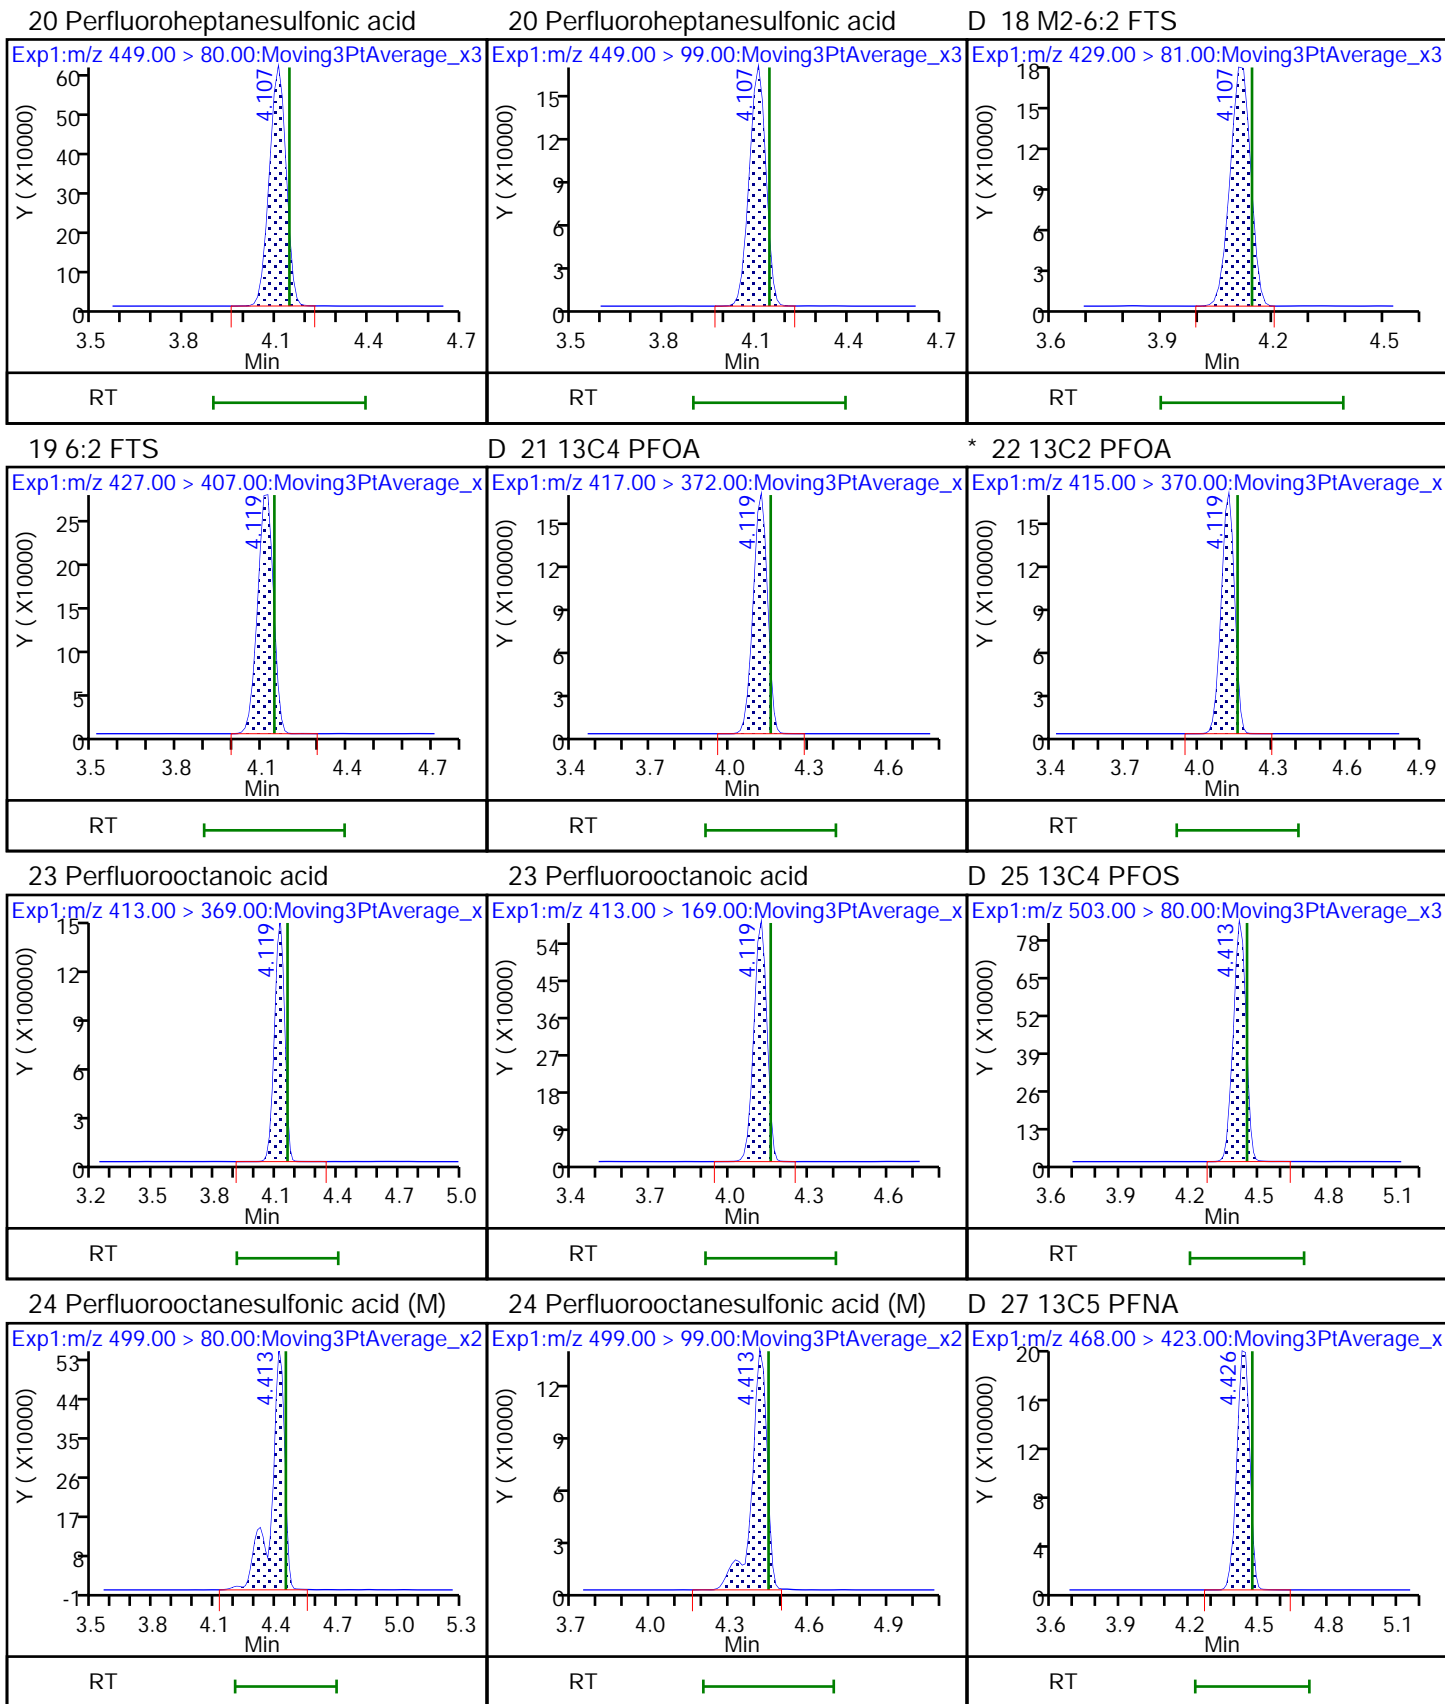 20 Perfluoroheptanesulfonic acid
Exp1:m/z 449.00 > 80.00:Moving3PtAverage_x3
4.107
Y ( X10000)
60
50
40
30
20
10
0
3.5 3.8 4.1 4.4 4.7
Min
RT
20 Perfluoroheptanesulfonic acid
Exp1:m/z 449.00 > 99.00:Moving3PtAverage_x3
4.107
Y ( X10000)
15
12
9
6
3
0
3.5 3.8 4.1 4.4 4.7
Min
RT
D 18 M2-6:2 FTS
Exp1:m/z 429.00 > 81.00:Moving3PtAverage_x3
4.107
Y ( X10000)
18
15
12
9
6
3
0
3.6 3.9 4.2 4.5
Min
RT
19 6:2 FTS
Exp1:m/z 427.00 > 407.00:Moving3PtAverage_x
4.119
Y ( X10000)
25
20
15
10
5
0
3.5 3.8 4.1 4.4 4.7
Min
RT
D 21 13C4 PFOA
Exp1:m/z 417.00 > 372.00:Moving3PtAverage_x
4.119
Y ( X100000)
15
12
9
6
3
0
3.4 3.7 4.0 4.3 4.6
Min
RT
* 22 13C2 PFOA
Exp1:m/z 415.00 > 370.00:Moving3PtAverage_x
4.119
Y ( X100000)
15
12
9
6
3
0
3.4 3.7 4.0 4.3 4.6 4.9
Min
RT
23 Perfluorooctanoic acid
Exp1:m/z 413.00 > 369.00:Moving3PtAverage_x
4.119
Y ( X100000)
15
12
9
6
3
0
3.2 3.5 3.8 4.1 4.4 4.7 5.0
Min
RT
23 Perfluorooctanoic acid
Exp1:m/z 413.00 > 169.00:Moving3PtAverage_x
4.119
Y ( X10000)
54
45
36
27
18
9
0
3.4 3.7 4.0 4.3 4.6
Min
RT
D 25 13C4 PFOS
Exp1:m/z 503.00 > 80.00:Moving3PtAverage_x3
4.413
Y ( X10000)
78
65
52
39
26
13
0
3.6 3.9 4.2 4.5 4.8 5.1
Min
RT
24 Perfluorooctanesulfonic acid (M)
Exp1:m/z 499.00 > 80.00:Moving3PtAverage_x2
4.413
Y ( X10000)
53
44
35
26
17
8
-1
3.5 3.8 4.1 4.4 4.7 5.0 5.3
Min
RT
24 Perfluorooctanesulfonic acid (M)
Exp1:m/z 499.00 > 99.00:Moving3PtAverage_x2
4.413
Y ( X10000)
12
9
6
3
0
3.7 4.0 4.3 4.6 4.9
Min
RT
D 27 13C5 PFNA
Exp1:m/z 468.00 > 423.00:Moving3PtAverage_x
4.426
Y ( X100000)
20
16
12
8
4
0
3.6 3.9 4.2 4.5 4.8 5.1
Min
RT